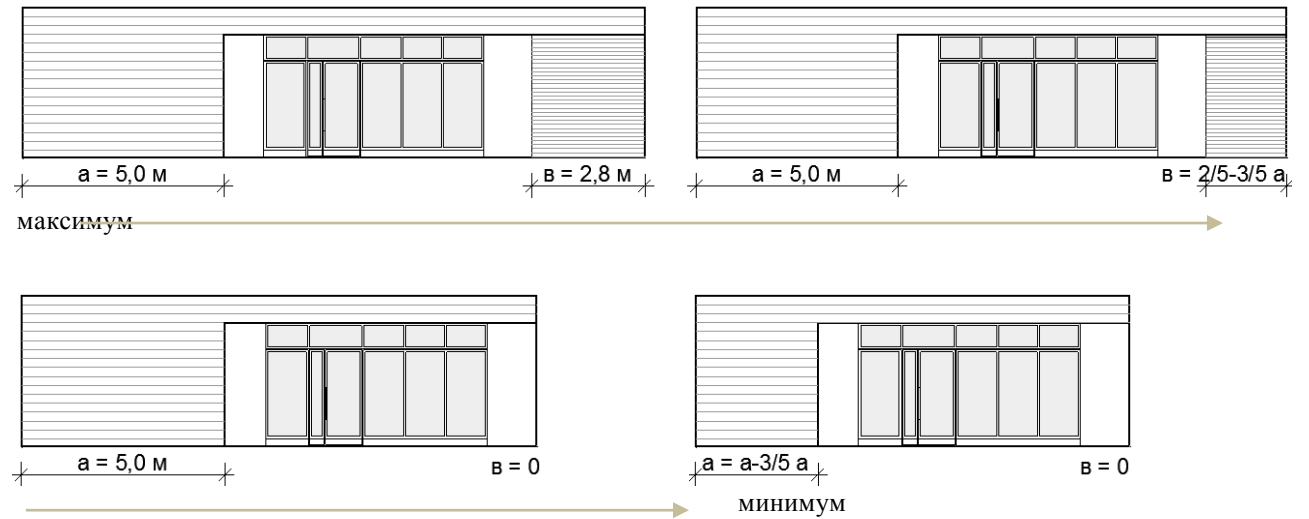 a = 5,0 м
в = 2,8 м
a = 5,0 м
в = 2/5-3/5 a
максимум
a = 5,0 м
в = 0
a = a-3/5 a
в = 0
минимум